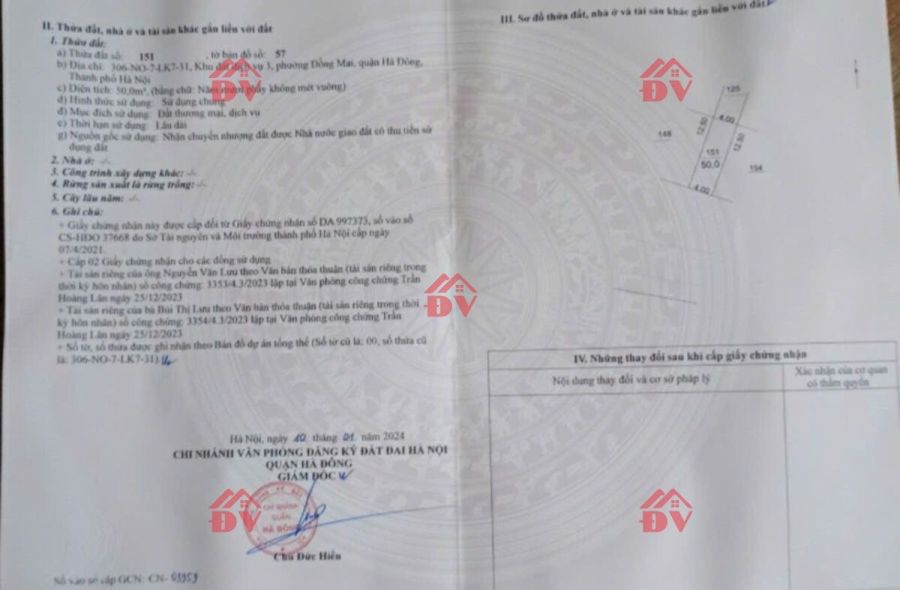 II. Thửa đất, nhà ở và tài sản khác gắn liền với đất
1. Thửa đất:
a) Thửa đất số: 151 , tờ bản đồ số: 57
b) Địa chỉ: 306-NO-7-LK7-31, Khu đất dịch vụ 3, phường Đồng Mai, quận Hà Đông,
Thành phố Hà Nội
c) Diện tích: 50,0m², (bằng chữ: Năm mươi phẩy không mét vuông)
d) Hình thức sử dụng: Sử dụng chung
đ) Mục đích sử dụng: Đất thương mại, dịch vụ
e) Thời hạn sử dụng: Lâu dài
g) Nguồn gốc sử dụng: Nhận chuyển nhượng đất được Nhà nước giao đất có thu tiền sử
dụng đất
2. Nhà ở: -/-
3. Công trình xây dựng khác: -/-
4. Rừng sản xuất là rừng trồng: -/-
5. Cây lâu năm: -/-
6. Ghi chú:
+ Giấy chứng nhận này được cấp đổi từ Giấy chứng nhận số DA 997373, số vào sổ
CS-HDO 37668 do Sở Tài nguyên và Môi trường thành phố Hà Nội cấp ngày
07/4/2021.
+ Cấp 02 Giấy chứng nhận cho các đồng sử dụng
+ Tài sản riêng của ông Nguyễn Văn Lưu theo Văn bản thỏa thuận (tài sản riêng trong
thời kỳ hôn nhân) số công chứng: 3353/4.3/2023 lập tại Văn phòng công chứng Trần
Hoàng Lân ngày 25/12/2023
+ Tài sản riêng của bà Bùi Thị Lưu theo Văn bản thỏa thuận (tài sản riêng trong thời
kỳ hôn nhân) số công chứng: 3354/4.3/2023 lập tại Văn phòng công chứng Trần
Hoàng Lân ngày 25/12/2023
+ Số tờ, số thửa được ghi nhận theo Bản đồ dự án tổng thể (Số tờ cũ là: 00, số thửa cũ
là: 306-NO-7-LK7-31)
Hà Nội, ngày 10 tháng 01 năm 2024
CHI NHÁNH VĂN PHÒNG ĐĂNG KÝ ĐẤT ĐAI HÀ NỘI
QUẬN HÀ ĐÔNG
GIÁM ĐỐC
CHI NHÁNH
QUẬN
HÀ ĐÔNG
Chu Đức Hiển
Số vào sổ cấp GCN: CN-
III. Sơ đồ thửa đất, nhà ở và tài sản khác gắn liền với đất
125
4.00
12.50
12.50
148
151
50,0
194
4.00
IV. Những thay đổi sau khi cấp giấy chứng nhận
Nội dung thay đổi và cơ sở pháp lý
Xác nhận của cơ quan
có thẩm quyền
ĐV
ĐV
ĐV
ĐV
ĐV